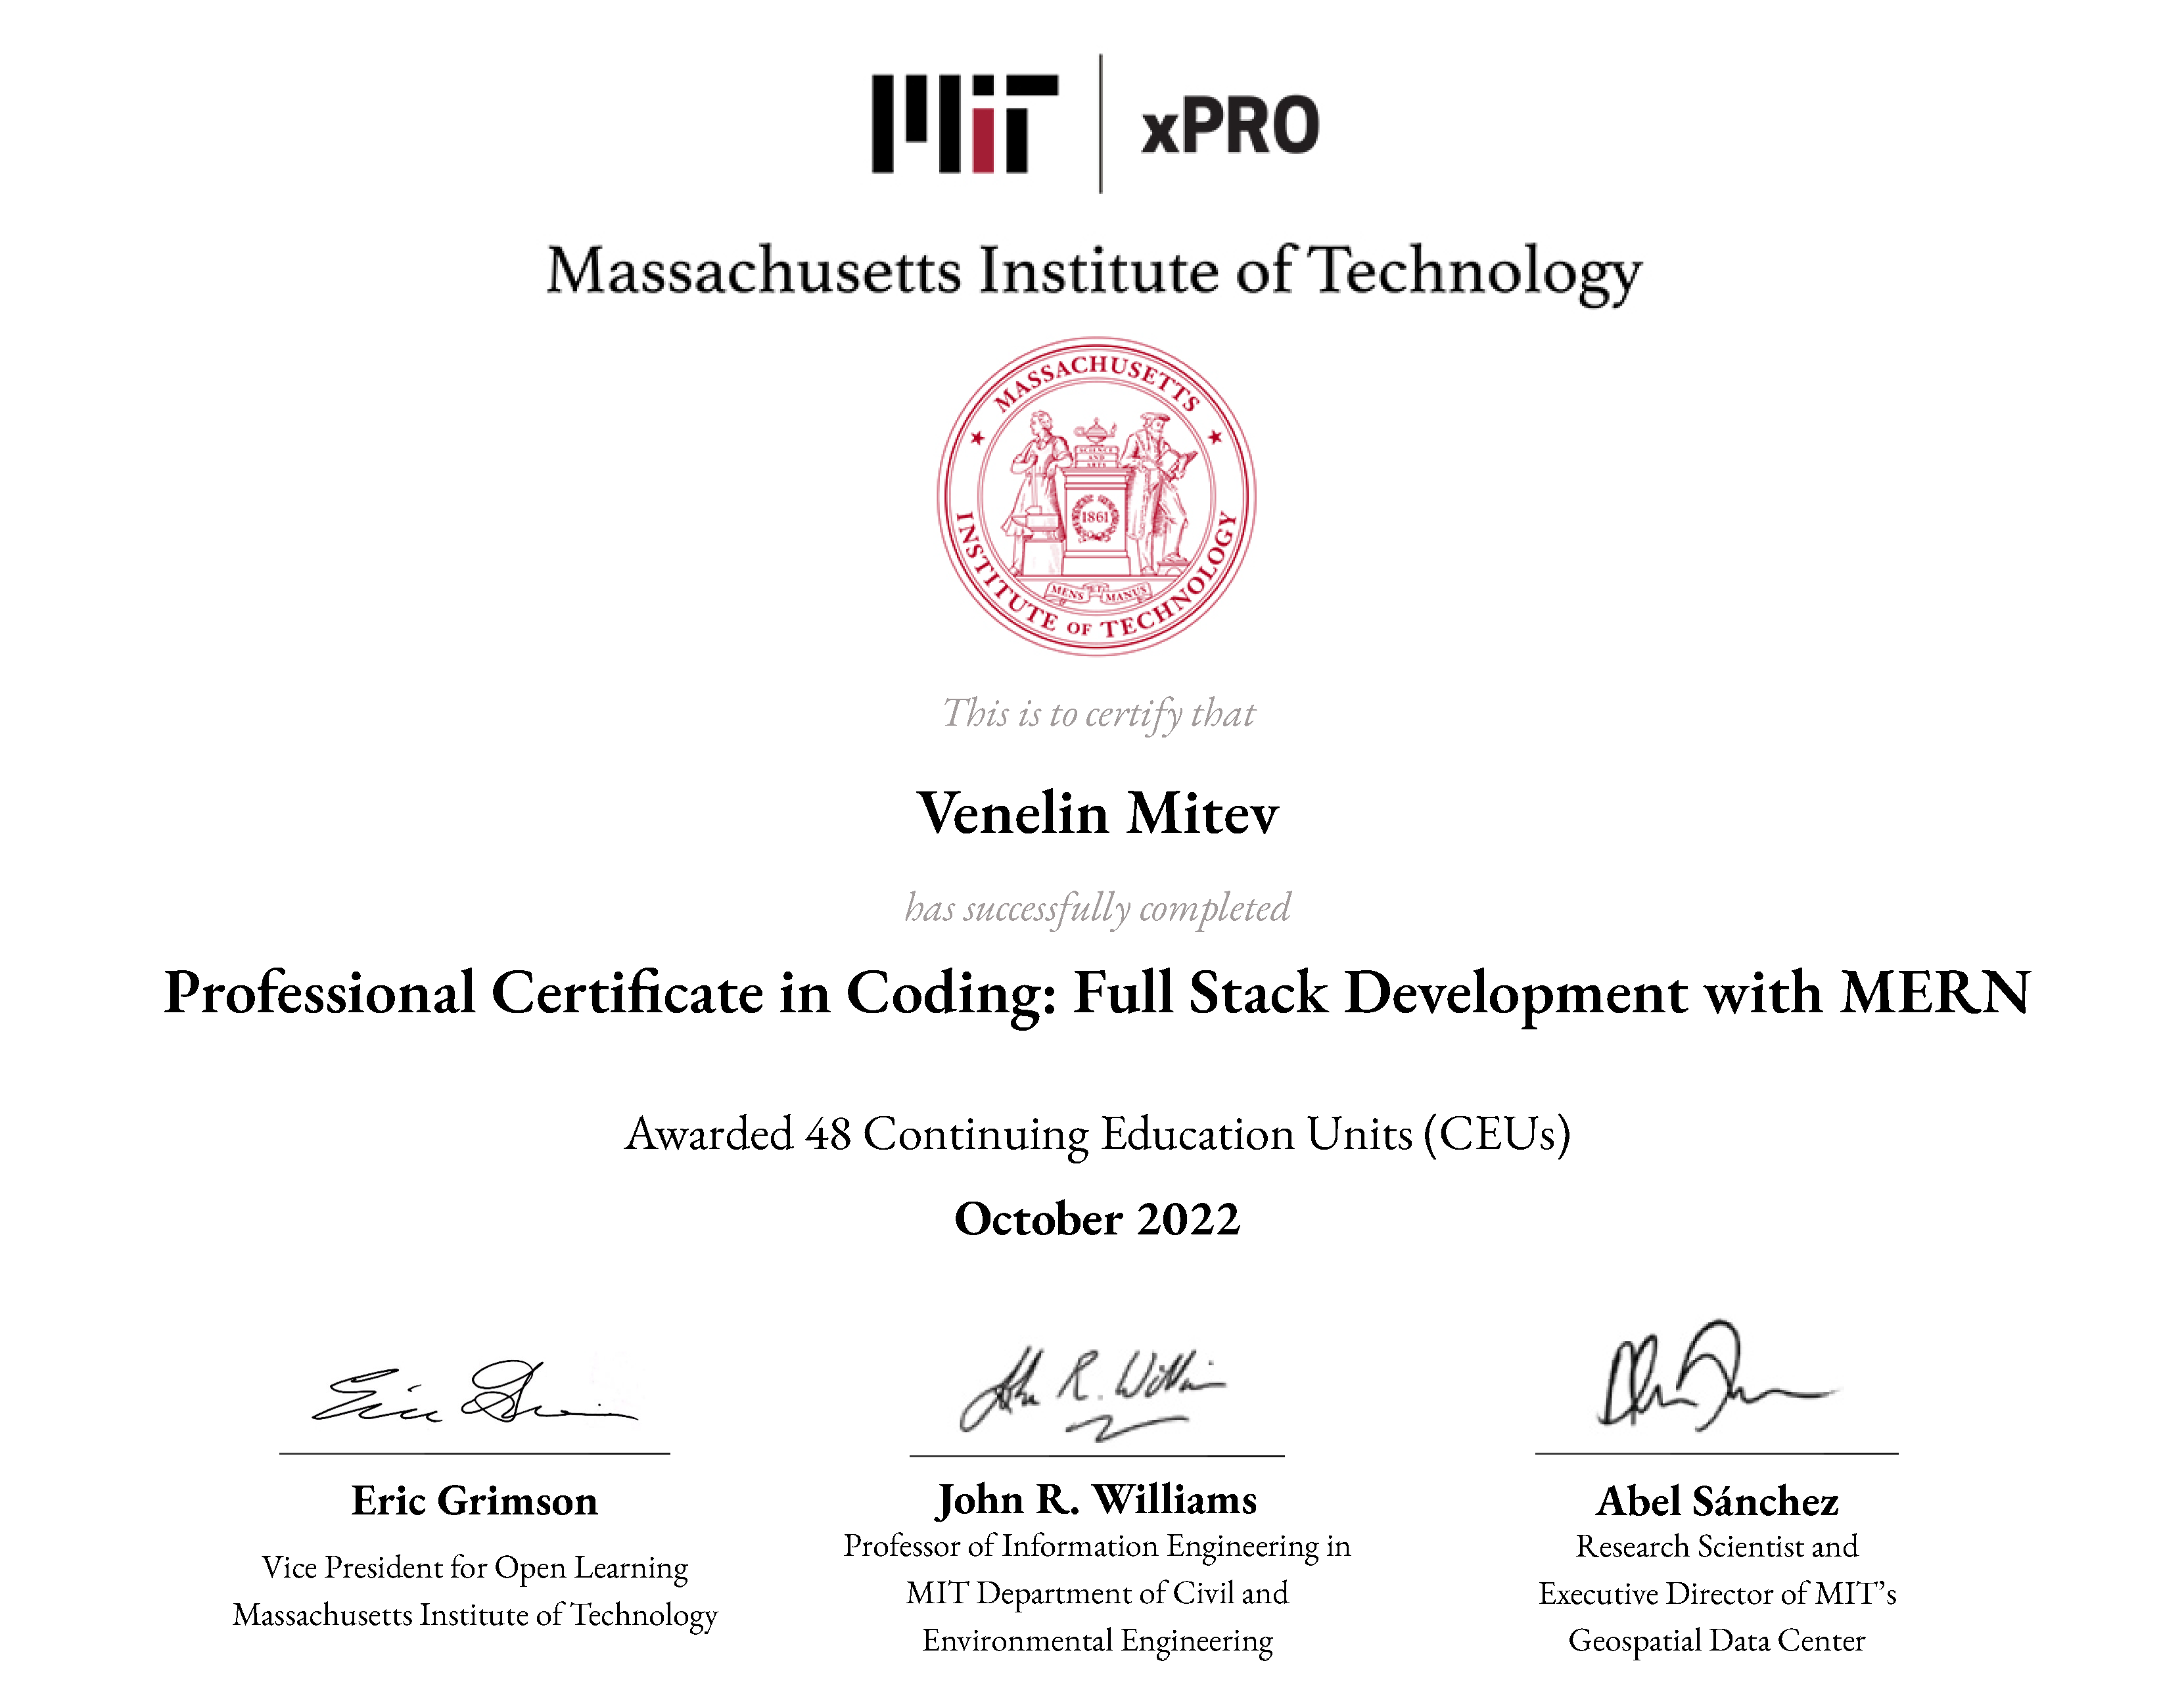 MIT xPRO
Massachusetts Institute of Technology
MASSACHUSETTS
INSTITUTE OF TECHNOLOGY
SCIENCE
AND
ARTS
1861
MENS ET MANUS
This is to certify that
Venelin Mitev
has successfully completed
Professional Certificate in Coding: Full Stack Development with MERN
Awarded 48 Continuing Education Units (CEUs)
October 2022
Eric Grimson
Vice President for Open Learning
Massachusetts Institute of Technology
John R. Williams
Professor of Information Engineering in
MIT Department of Civil and
Environmental Engineering
Abel Sánchez
Research Scientist and
Executive Director of MIT’s
Geospatial Data Center